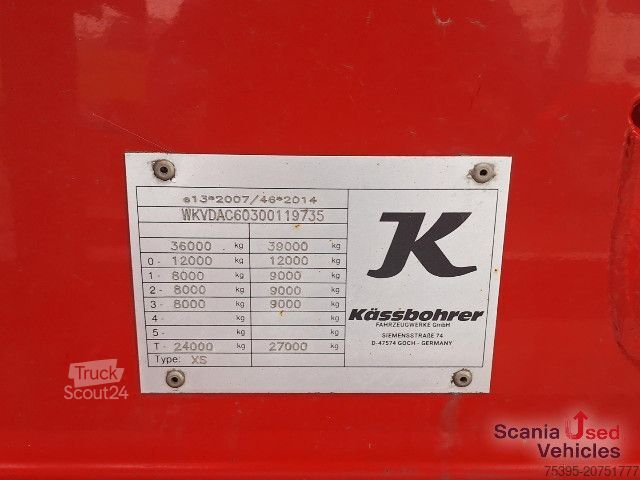 e13*2007/46*2014
WKVDAC60300119735
36000 kg 39000 kg
0- 12000 kg 12000 kg
1- 8000 kg 9000 kg
2- 8000 kg 9000 kg
3- 8000 kg 9000 kg
4- kg kg
5- kg kg
T- 24000 kg 27000 kg
Type: XS
K
Kässbohrer
FAHRZEUGWERKE GmbH
SIEMENSSTRAßE 74
D-47574 GOCH - GERMANY
Truck
Scout24
Scania Used
Vehicles
75395-20751777